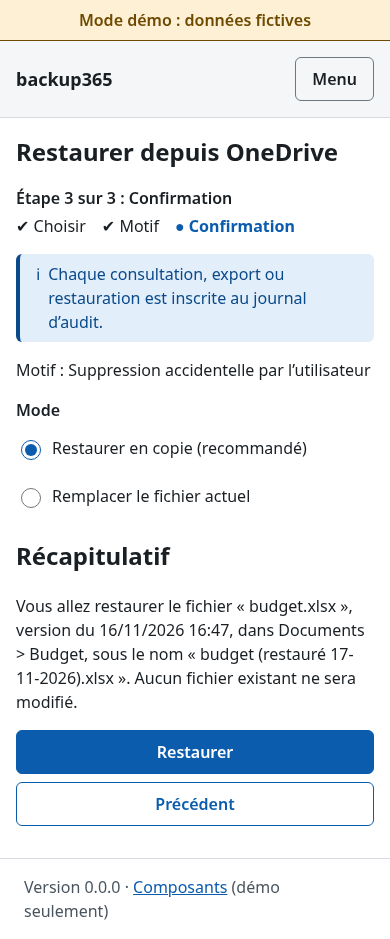 Mode démo : données fictives
backup365
Menu
Restaurer depuis OneDrive
Étape 3 sur 3 : Confirmation
✔ Choisir ✔ Motif ● Confirmation
i Chaque consultation, export ou
restauration est inscrite au journal
d’audit.
Motif : Suppression accidentelle par l’utilisateur
Mode
Restaurer en copie (recommandé)
Remplacer le fichier actuel
Récapitulatif
Vous allez restaurer le fichier « budget.xlsx »,
version du 16/11/2026 16:47, dans Documents
> Budget, sous le nom « budget (restauré 17-
11-2026).xlsx ». Aucun fichier existant ne sera
modifié.
Restaurer
Précédent
Version 0.0.0 · Composants (démo
seulement)